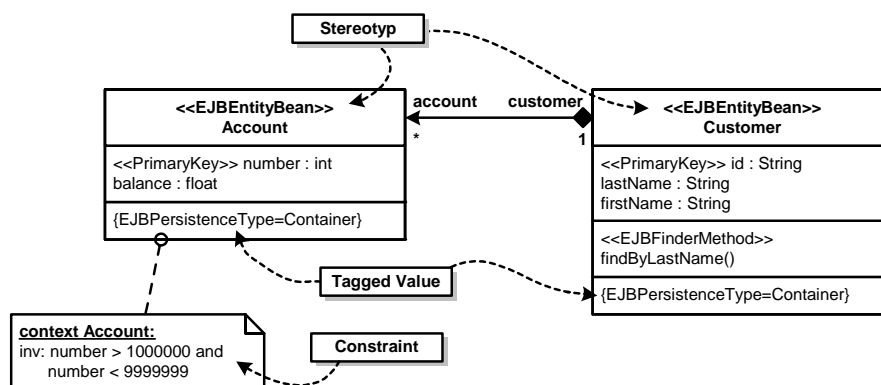 Stereotyp
<<EJBEntityBean>>
Account
<<PrimaryKey>> number : int
balance : float
{EJBPersistenceType=Container}
account
customer
*
1
<<EJBEntityBean>>
Customer
<<PrimaryKey>> id : String
lastName : String
firstName : String
<<EJBFinderMethod>>
findByLastName()
{EJBPersistenceType=Container}
Tagged Value
context Account:
inv: number > 1000000 and
number < 9999999
Constraint